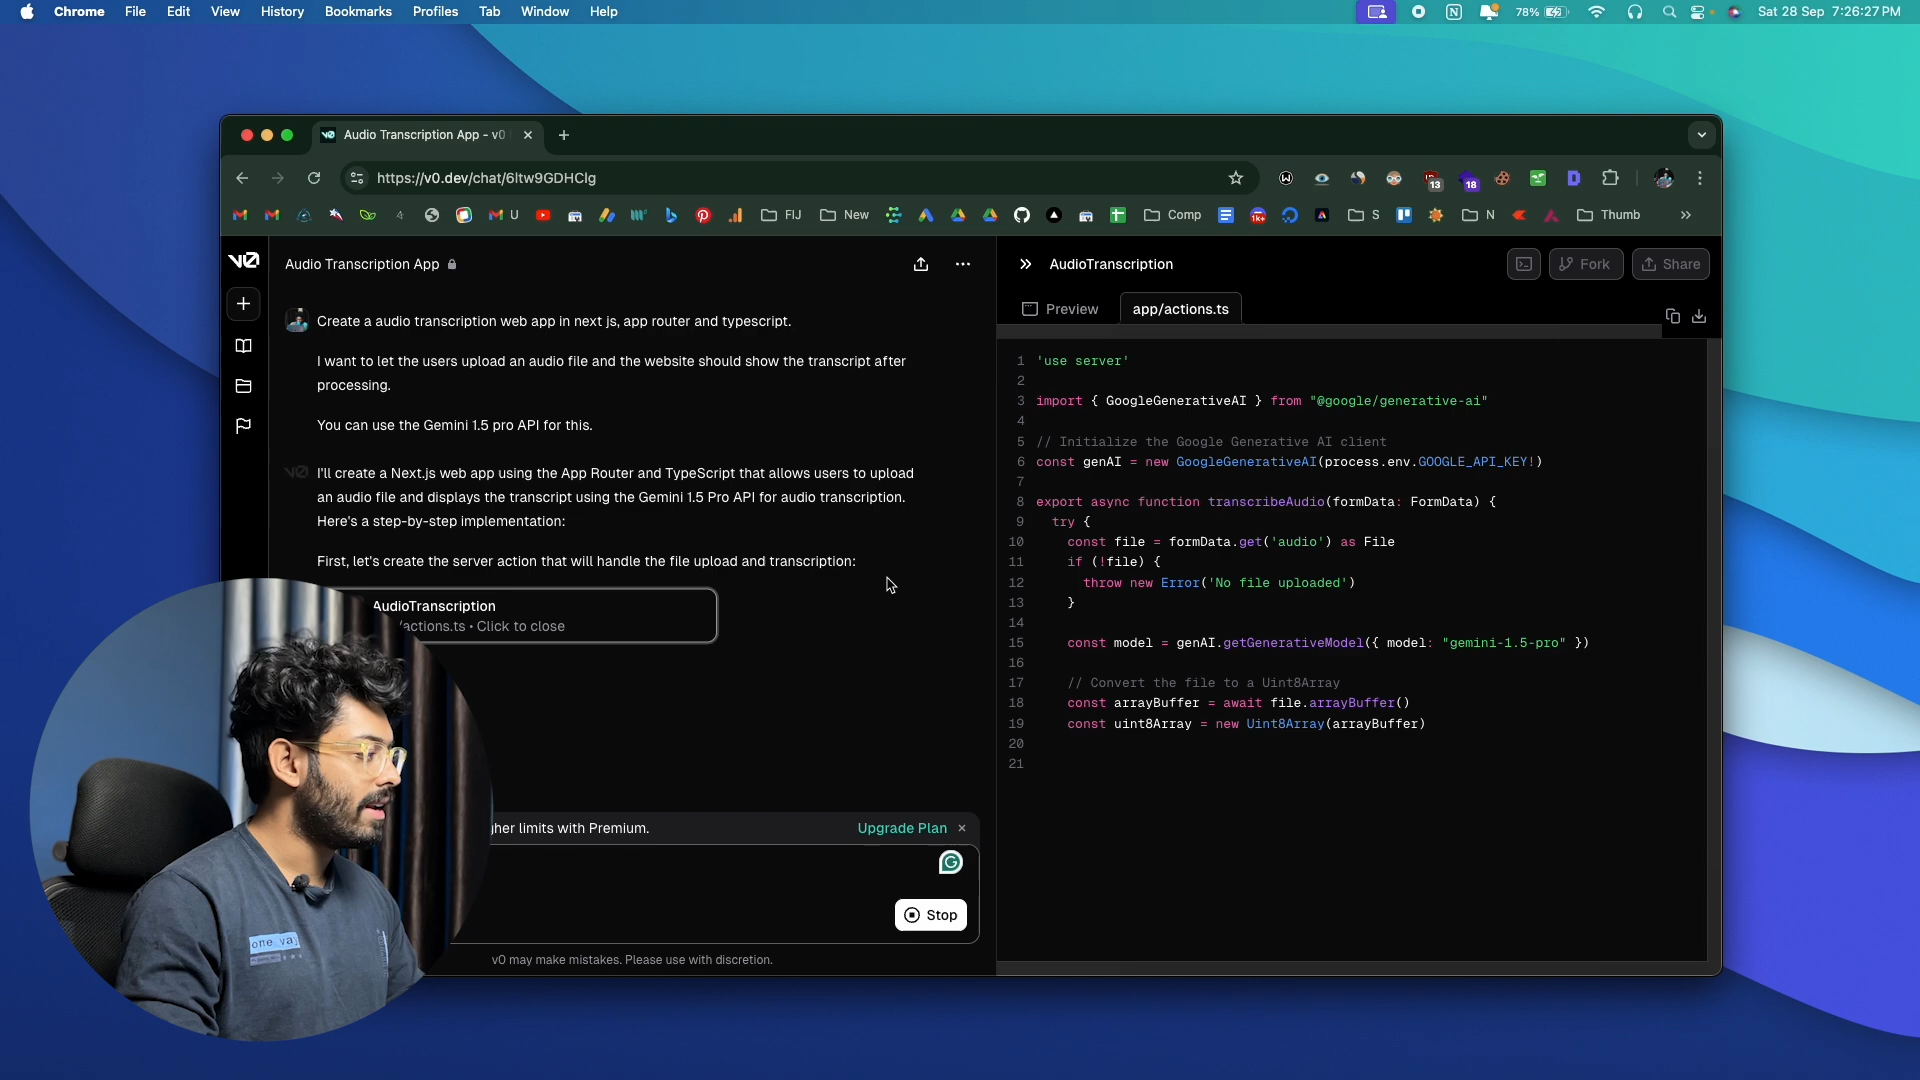 Chrome File Edit View History Bookmarks Profiles Tab Window Help
78% Sat 28 Sep 7:26:27 PM
Audio Transcription App - v0
https://v0.dev/chat/6Itw9GDHCIg
13
18
U
FIJ
New
Comp
1k+
S
N
Thumb
Audio Transcription App
Create a audio transcription web app in next js, app router and typescript.
I want to let the users upload an audio file and the website should show the transcript after
processing.
You can use the Gemini 1.5 pro API for this.
I'll create a Next.js web app using the App Router and TypeScript that allows users to upload
an audio file and displays the transcript using the Gemini 1.5 Pro API for audio transcription.
Here's a step-by-step implementation:
First, let's create the server action that will handle the file upload and transcription:
AudioTranscription
/actions.ts • Click to close
limits with Premium.
Upgrade Plan
Stop
v0 may make mistakes. Please use with discretion.
AudioTranscription
Fork
Share
Preview
app/actions.ts
1 'use server'
2
3 import { GoogleGenerativeAI } from "@google/generative-ai"
4
5 // Initialize the Google Generative AI client
6 const genAI = new GoogleGenerativeAI(process.env.GOOGLE_API_KEY!)
7
8 export async function transcribeAudio(formData: FormData) {
9 try {
10 const file = formData.get('audio') as File
11 if (!file) {
12 throw new Error('No file uploaded')
13 }
14
15 const model = genAI.getGenerativeModel({ model: "gemini-1.5-pro" })
16
17 // Convert the file to a Uint8Array
18 const arrayBuffer = await file.arrayBuffer()
19 const uint8Array = new Uint8Array(arrayBuffer)
20
21
one way